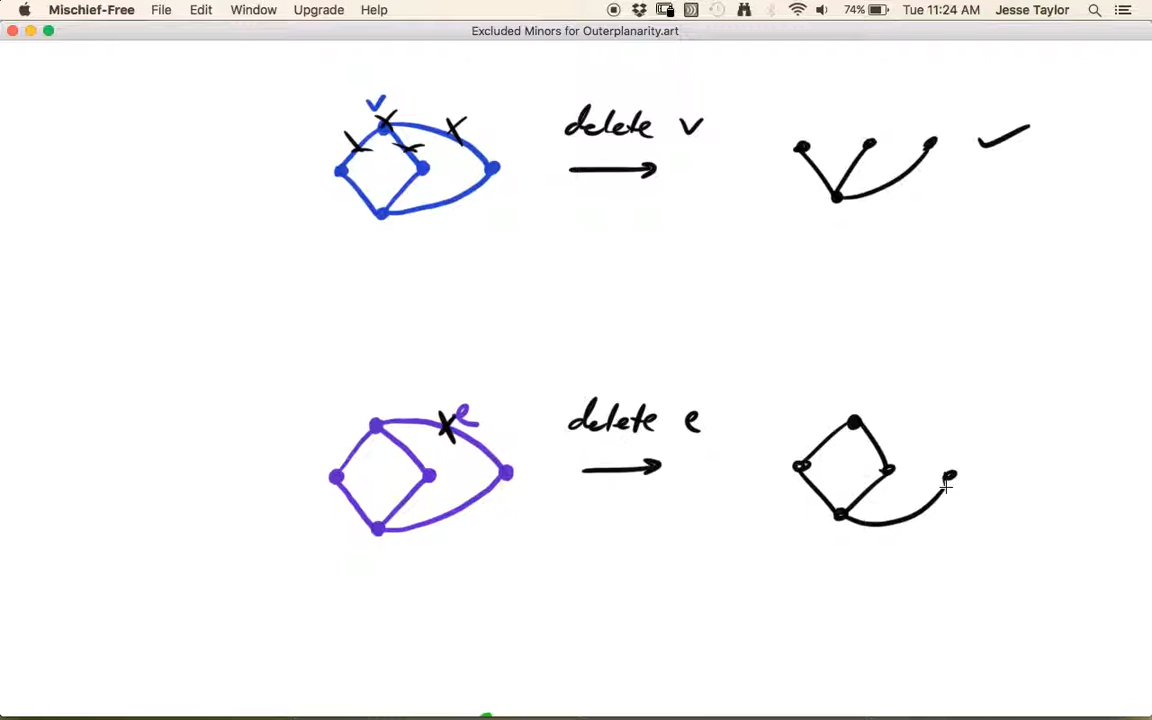 Mischief-Free File Edit Window Upgrade Help 74% Tue 11:24 AM Jesse Taylor
Excluded Minors for Outerplanarity.art
v
delete v
e
delete e